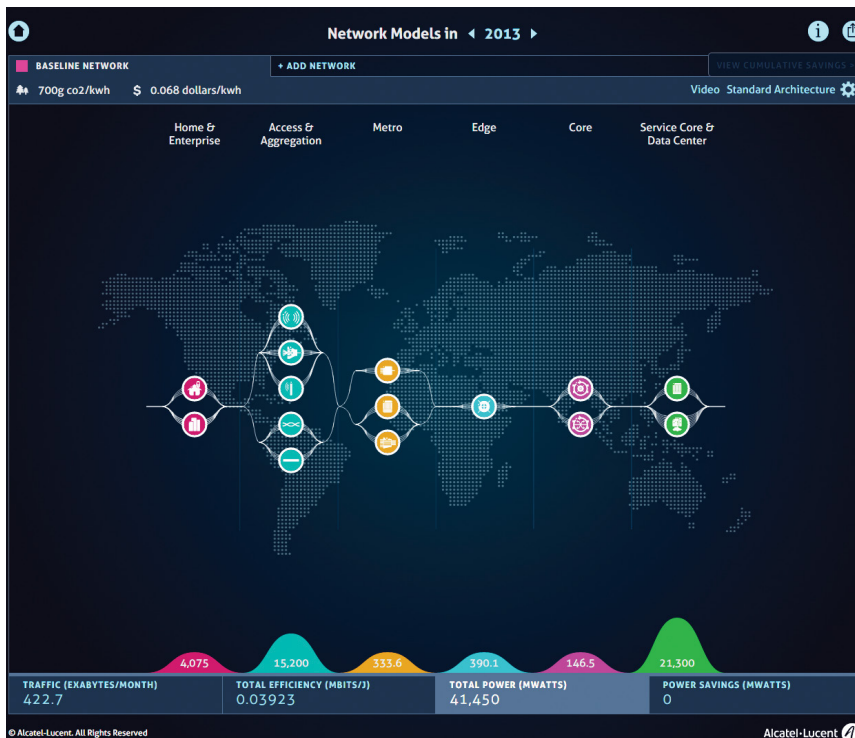 Network Models in 2013
BASELINE NETWORK
+ ADD NETWORK
VIEW CUMULATIVE SAVINGS
700g co2/kwh
$ 0.068 dollars/kwh
Video Standard Architecture
Home &
Enterprise
Access &
Aggregation
Metro
Edge
Core
Service Core &
Data Center
4,075
15,200
333.6
390.1
146.5
21,300
TRAFFIC (EXABYTES/MONTH)
422.7
TOTAL EFFICIENCY (MBITS/J)
0.03923
TOTAL POWER (MWATTS)
41,450
POWER SAVINGS (MWATTS)
0
© Alcatel-Lucent. All Rights Reserved
Alcatel·Lucent